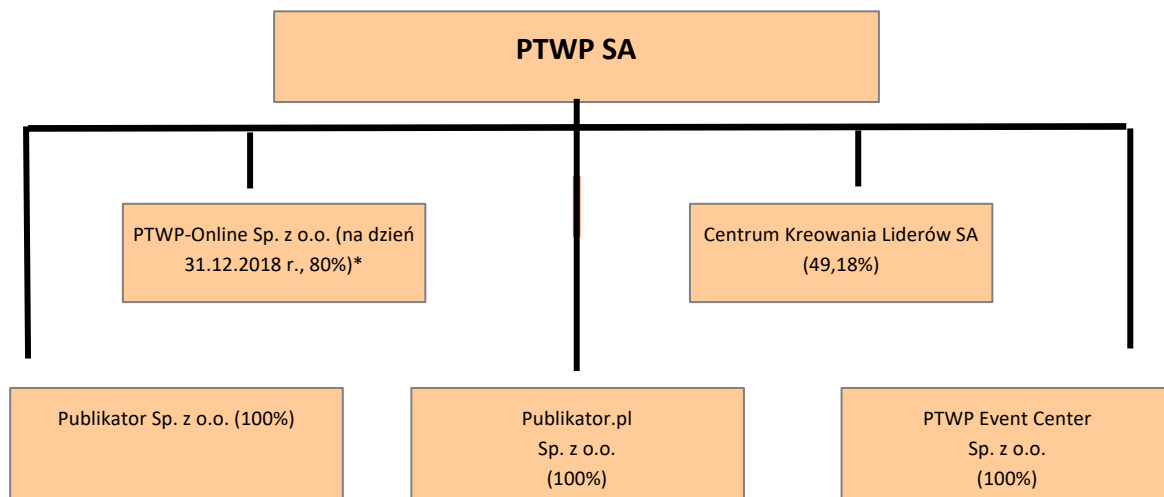 PTWP SA
PTWP-Online Sp. z o.o. (na dzień
31.12.2018 r., 80%)*
Centrum Kreowania Liderów SA
(49,18%)
Publikator Sp. z o.o. (100%)
Publikator.pl
Sp. z o.o.
(100%)
PTWP Event Center
Sp. z o.o.
(100%)